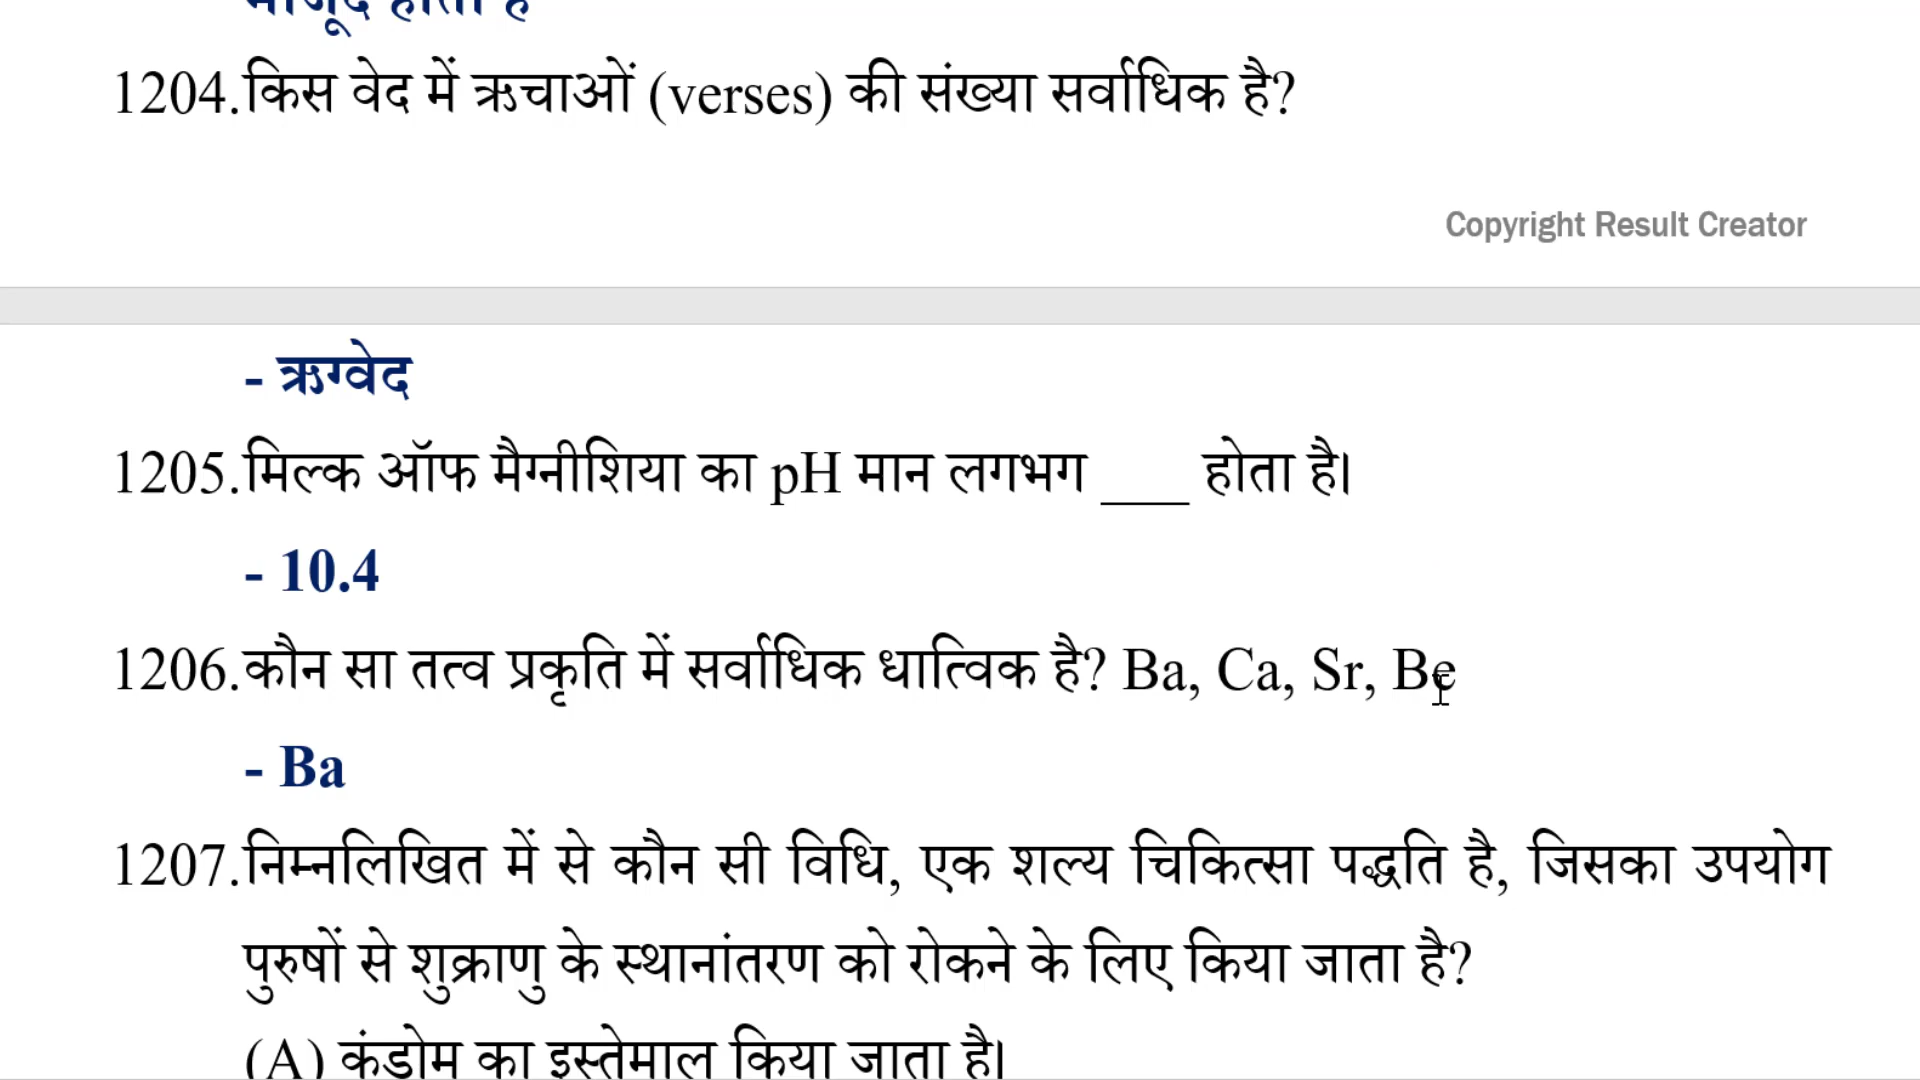 मौजूद होता है
1204.किस वेद में ऋचाओं (verses) की संख्या सर्वाधिक है?
Copyright Result Creator
- ऋग्वेद
1205.मिल्क ऑफ मैग्नीशिया का pH मान लगभग ___ होता है।
- 10.4
1206.कौन सा तत्व प्रकृति में सर्वाधिक धात्विक है? Ba, Ca, Sr, Be
- Ba
1207.निम्नलिखित में से कौन सी विधि, एक शल्य चिकित्सा पद्धति है, जिसका उपयोग
पुरुषों से शुक्राणु के स्थानांतरण को रोकने के लिए किया जाता है?
(A) कंडोम का इस्तेमाल किया जाता है।